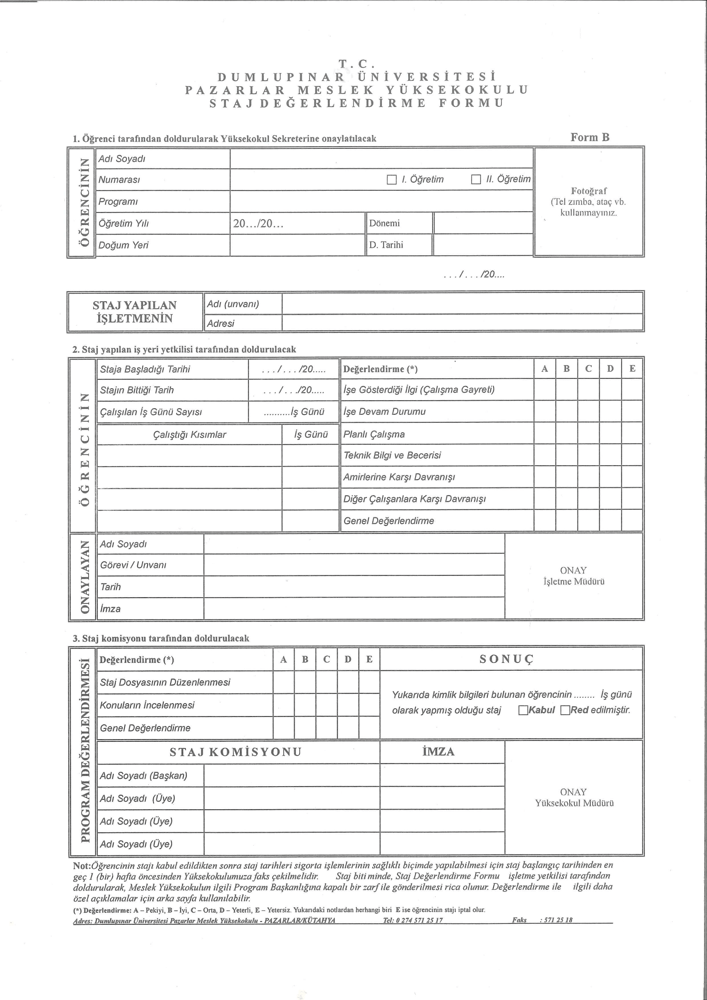 T.C.
DUMLUPINAR ÜNİVERSİTESİ
PAZARLAR MESLEK YÜKSEKOKULU
STAJ DEĞERLENDİRME FORMU
1. Öğrenci tarafından doldurularak Yüksekokul Sekreterine onaylatılacak Form B
ÖĞRENCİNİN
Adı Soyadı
Numarası □ I. Öğretim □ II. Öğretim
Programı
Öğretim Yılı 20.../20... Dönemi
Doğum Yeri D. Tarihi
Fotoğraf
(Tel zımba, ataç vb.
kullanmayınız.
.../.../20....
STAJ YAPILAN
İŞLETMENİN
Adı (unvanı)
Adresi
2. Staj yapılan iş yeri yetkilisi tarafından doldurulacak
ÖĞRENCİNİN
Staja Başladığı Tarihi .../.../20..... Değerlendirme (*) A B C D E
Stajın Bittiği Tarih .../.../20..... İşe Gösterdiği İlgi (Çalışma Gayreti)
Çalışılan İş Günü Sayısı ..........İş Günü İşe Devam Durumu
Çalıştığı Kısımlar İş Günü Planlı Çalışma
Teknik Bilgi ve Becerisi
Amirlerine Karşı Davranışı
Diğer Çalışanlara Karşı Davranışı
Genel Değerlendirme
ONAYLAYAN
Adı Soyadı
Görevi / Unvanı
Tarih
İmza
ONAY
İşletme Müdürü
3. Staj komisyonu tarafından doldurulacak
PROGRAM DEĞERLENDİRMESİ
Değerlendirme (*) A B C D E SONUÇ
Staj Dosyasının Düzenlenmesi
Konuların İncelenmesi
Genel Değerlendirme
Yukarıda kimlik bilgileri bulunan öğrencinin ........ İş günü
olarak yapmış olduğu staj □Kabul □Red edilmiştir.
STAJ KOMİSYONU İMZA
Adı Soyadı (Başkan)
Adı Soyadı (Üye)
Adı Soyadı (Üye)
Adı Soyadı (Üye)
ONAY
Yüksekokul Müdürü
Not:Öğrencinin stajı kabul edildikten sonra staj tarihleri sigorta işlemlerinin sağlıklı biçimde yapılabilmesi için staj başlangıç tarihinden en
geç 1 (bir) hafta öncesinden Yüksekokulumuza faks çekilmelidir. Staj biti minde, Staj Değerlendirme Formu işletme yetkilisi tarafından
doldurularak, Meslek Yüksekokulun ilgili Program Başkanlığına kapalı bir zarf ile gönderilmesi rica olunur. Değerlendirme ile ilgili daha
özel açıklamalar için arka sayfa kullanılabilir.
(*) Değerlendirme: A – Pekiyi, B – İyi, C – Orta, D – Yeterli, E – Yetersiz. Yukarıdaki notlardan herhangi biri E ise öğrencinin stajı iptal olur.
Adres: Dumlupınar Üniversitesi Pazarlar Meslek Yüksekokulu - PAZARLAR/KÜTAHYA Tel: 0 274 571 25 17 Faks : 571 25 18